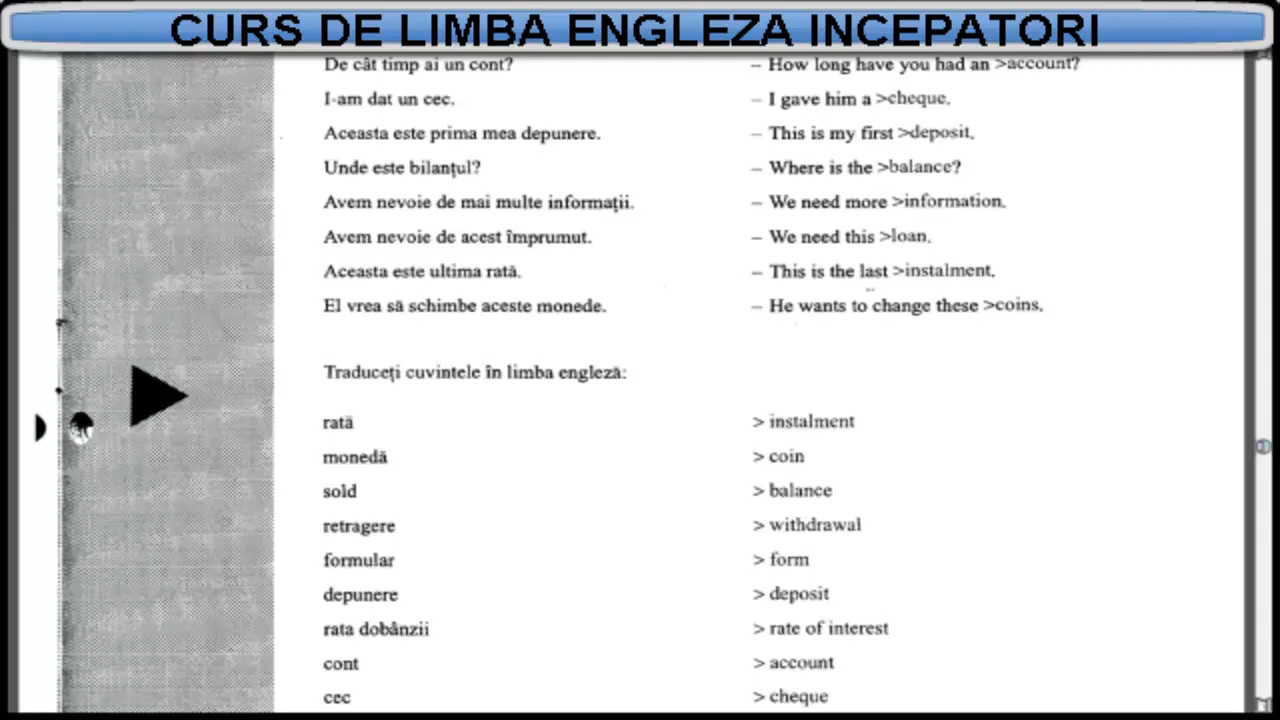 CURS DE LIMBA ENGLEZA INCEPATORI
De cât timp ai un cont? – How long have you had an >account?
I-am dat un cec. – I gave him a >cheque.
Aceasta este prima mea depunere. – This is my first >deposit.
Unde este bilanţul? – Where is the >balance?
Avem nevoie de mai multe informaţii. – We need more >information.
Avem nevoie de acest împrumut. – We need this >loan.
Aceasta este ultima rată. – This is the last >instalment.
El vrea să schimbe aceste monede. – He wants to change these >coins.
Traduceţi cuvintele în limba engleză:
rată > instalment
monedă > coin
sold > balance
retragere > withdrawal
formular > form
depunere > deposit
rata dobânzii > rate of interest
cont > account
cec > cheque